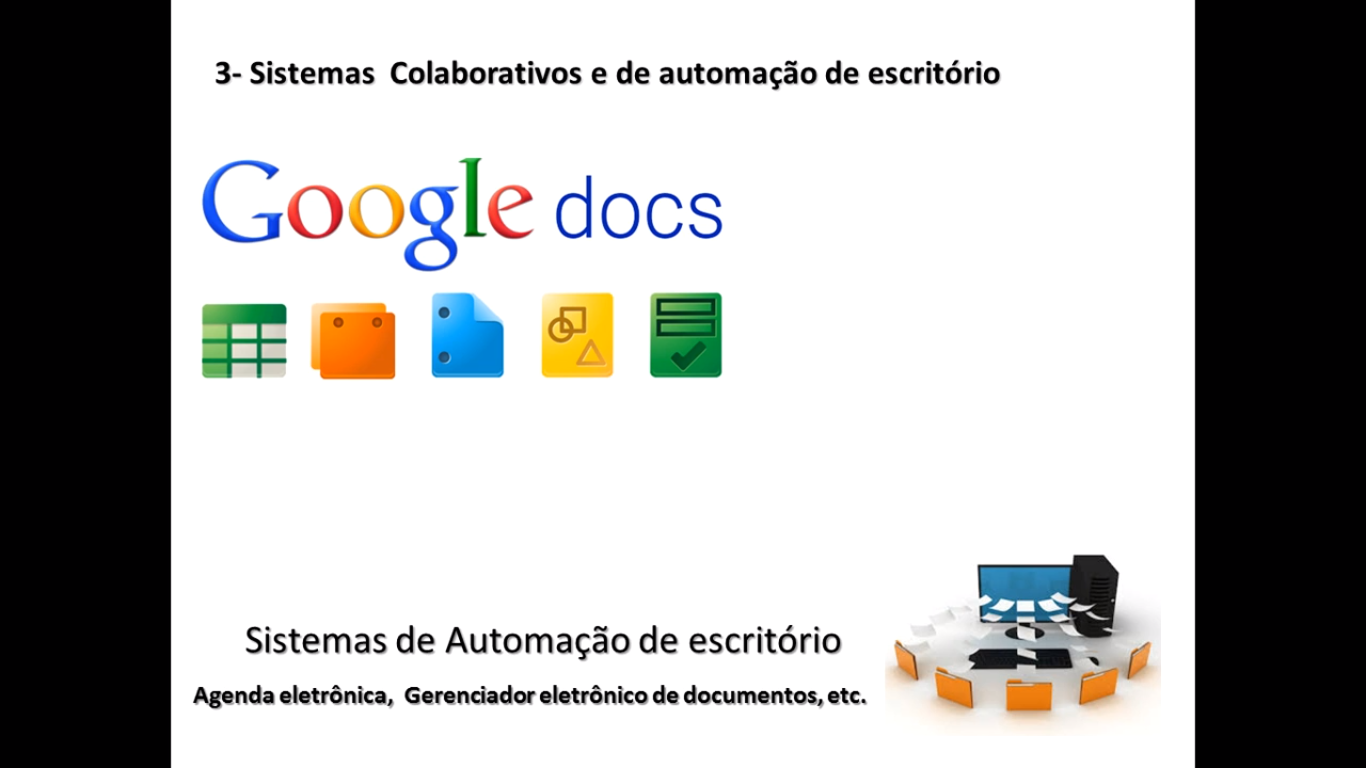 3- Sistemas Colaborativos e de automação de escritório
Google docs
Sistemas de Automação de escritório
Agenda eletrônica, Gerenciador eletrônico de documentos, etc.